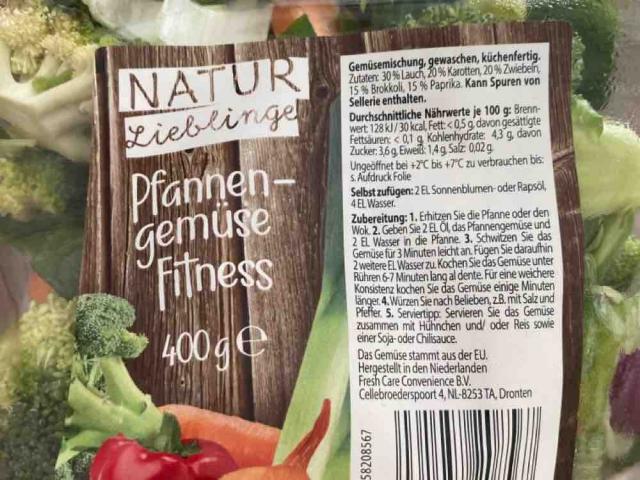 NATUR
Lieblinge
Pfannen-
gemüse
Fitness
400 g e
Gemüsemischung, gewaschen, küchenfertig.
Zutaten: 30 % Lauch, 20 % Karotten, 20 % Zwiebeln,
15 % Brokkoli, 15 % Paprika. Kann Spuren von
Sellerie enthalten.
Durchschnittliche Nährwerte je 100 g: Brenn-
wert: 128 kJ / 30 kcal, Fett: < 0,5 g, davon gesättigte
Fettsäuren: < 0,1 g, Kohlenhydrate: 4,3 g, davon
Zucker: 3,6 g, Eiweiß: 1,4 g, Salz: 0,02 g.
Ungeöffnet bei +2°C bis +7°C zu verbrauchen bis:
s. Aufdruck Folie
Selbst zufügen: 2 EL Sonnenblumen- oder Rapsöl,
4 EL Wasser.
Zubereitung: 1. Erhitzen Sie die Pfanne oder den
Wok. 2. Geben Sie 2 EL Öl, das Pfannengemüse und
2 EL Wasser in die Pfanne. 3. Schwitzen Sie das
Gemüse für 3 Minuten leicht an. Fügen Sie daraufhin
2 weitere EL Wasser zu. Kochen Sie das Gemüse unter
Rühren 6-7 Minuten lang al dente. Für eine weichere
Konsistenz kochen Sie das Gemüse einige Minuten
länger. 4. Würzen Sie nach Belieben, z.B. mit Salz und
Pfeffer. 5. Serviertipp: Servieren Sie das Gemüse
zusammen mit Hühnchen und/ oder Reis sowie
einer Soja- oder Chilisauce.
Das Gemüse stammt aus der EU.
Hergestellt in den Niederlanden
Fresh Care Convenience B.V.
Cellebroederspoort 4, NL-8253 TA, Dronten
58208567